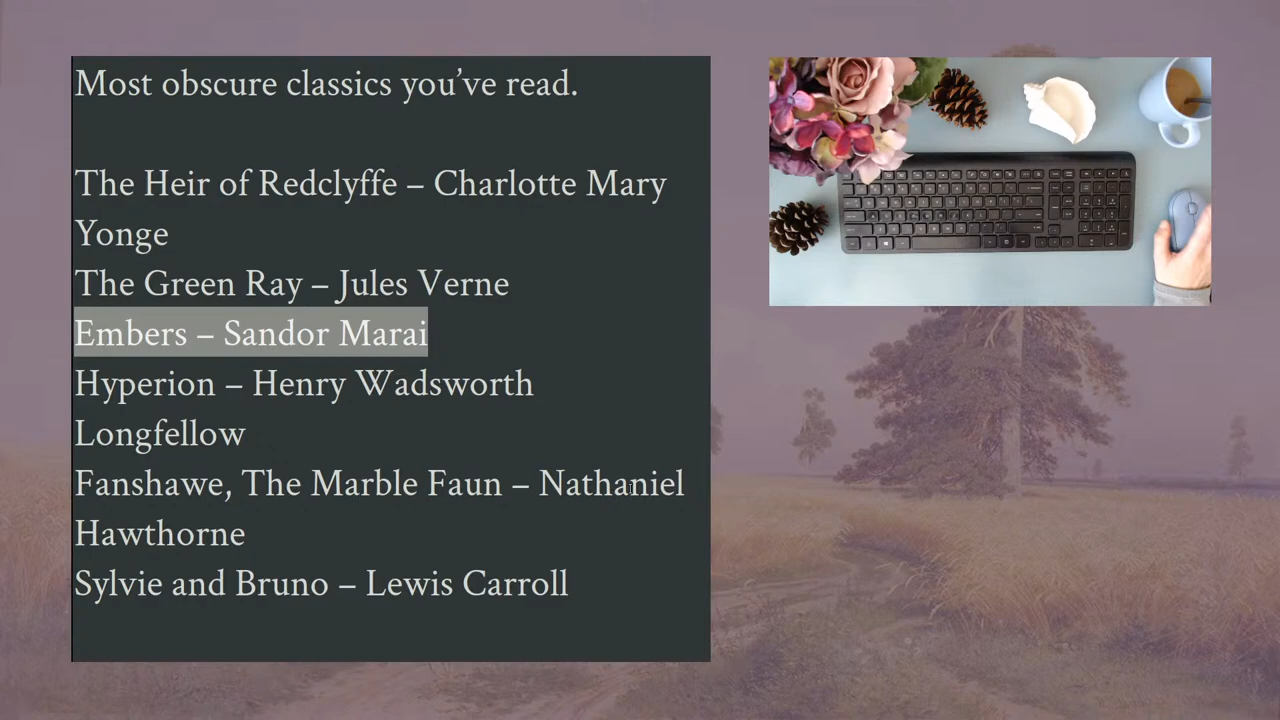 Most obscure classics you’ve read.
The Heir of Redclyffe – Charlotte Mary
Yonge
The Green Ray – Jules Verne
Embers – Sandor Marai
Hyperion – Henry Wadsworth
Longfellow
Fanshawe, The Marble Faun – Nathaniel
Hawthorne
Sylvie and Bruno – Lewis Carroll